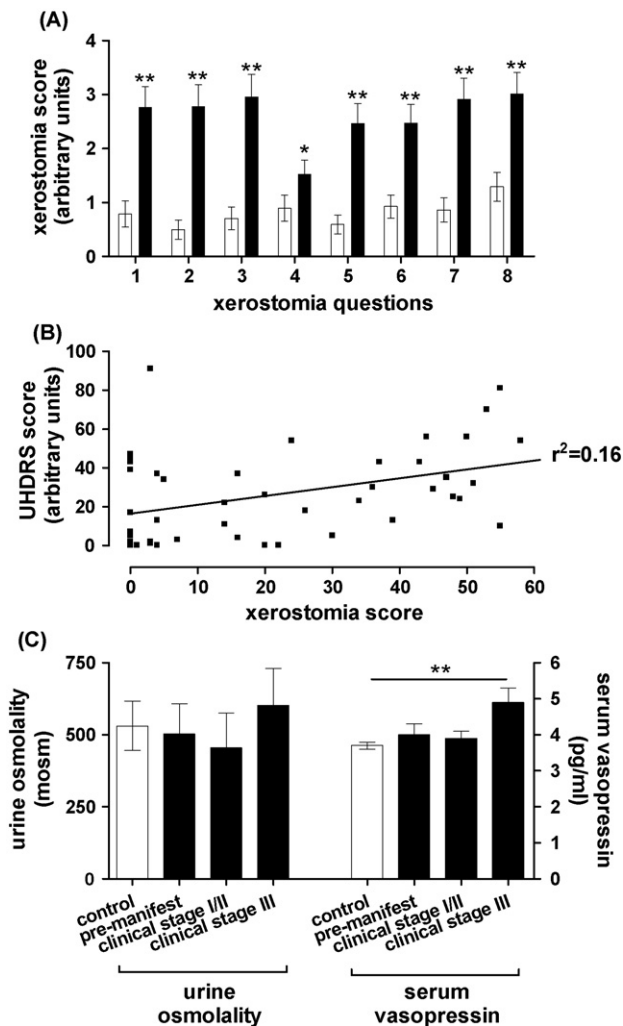 (A)
xerostomia score
(arbitrary units)
4
3
2
1
0
** ** ** * ** ** ** **
1 2 3 4 5 6 7 8
xerostomia questions
(B)
UHDRS score
(arbitrary units)
100
80
60
40
20
0
r²=0.16
0 10 20 30 40 50 60
xerostomia score
(C)
urine osmolality
(mosm)
750
500
250
0
**
6
5
4
3
2
1
0
serum vasopressin
(pg/ml)
control
pre-manifest
clinical stage I/II
clinical stage III
control
pre-manifest
clinical stage I/II
clinical stage III
urine
osmolality
serum
vasopressin